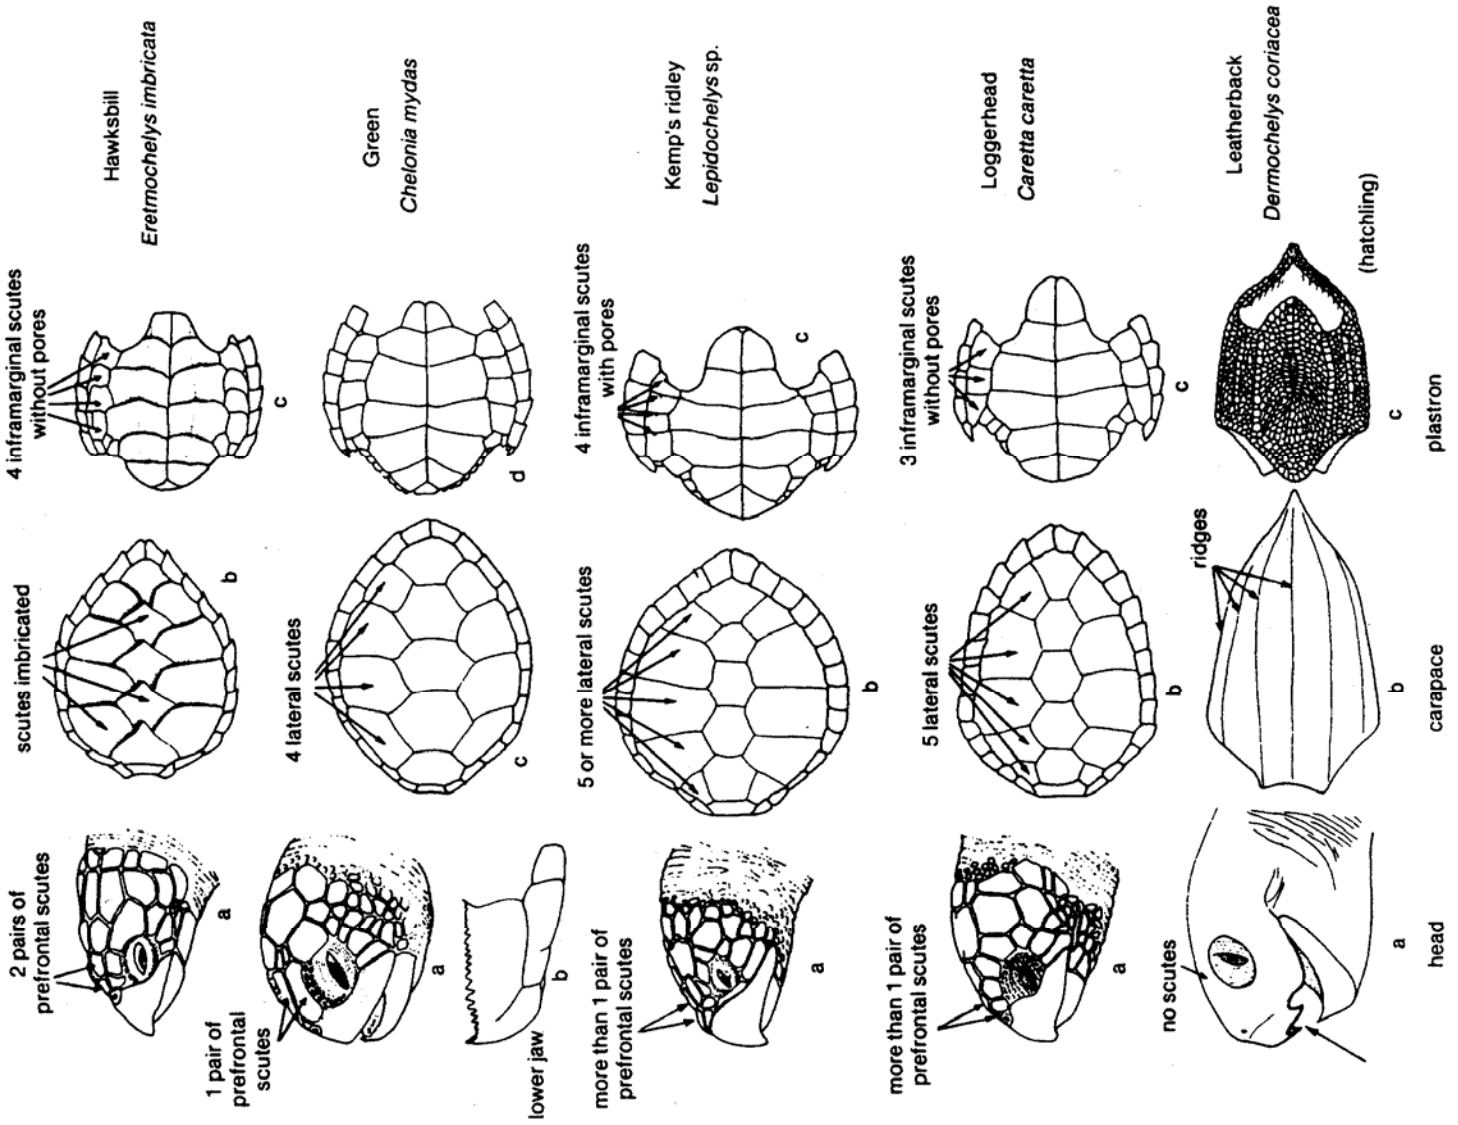 Hawksbill
Eretmochelys imbricata
4 inframarginal scutes
without pores
c
scutes imbricated
b
2 pairs of
prefrontal scutes
a
Green
Chelonia mydas
d
4 lateral scutes
c
1 pair of
prefrontal
scutes
a
lower jaw
b
Kemp's ridley
Lepidochelys sp.
4 inframarginal scutes
with pores
c
5 or more lateral scutes
b
more than 1 pair of
prefrontal scutes
a
Loggerhead
Caretta caretta
3 inframarginal scutes
without pores
c
5 lateral scutes
b
more than 1 pair of
prefrontal scutes
a
Leatherback
Dermochelys coriacea
(hatchling)
c
ridges
b
no scutes
a
head
carapace
plastron